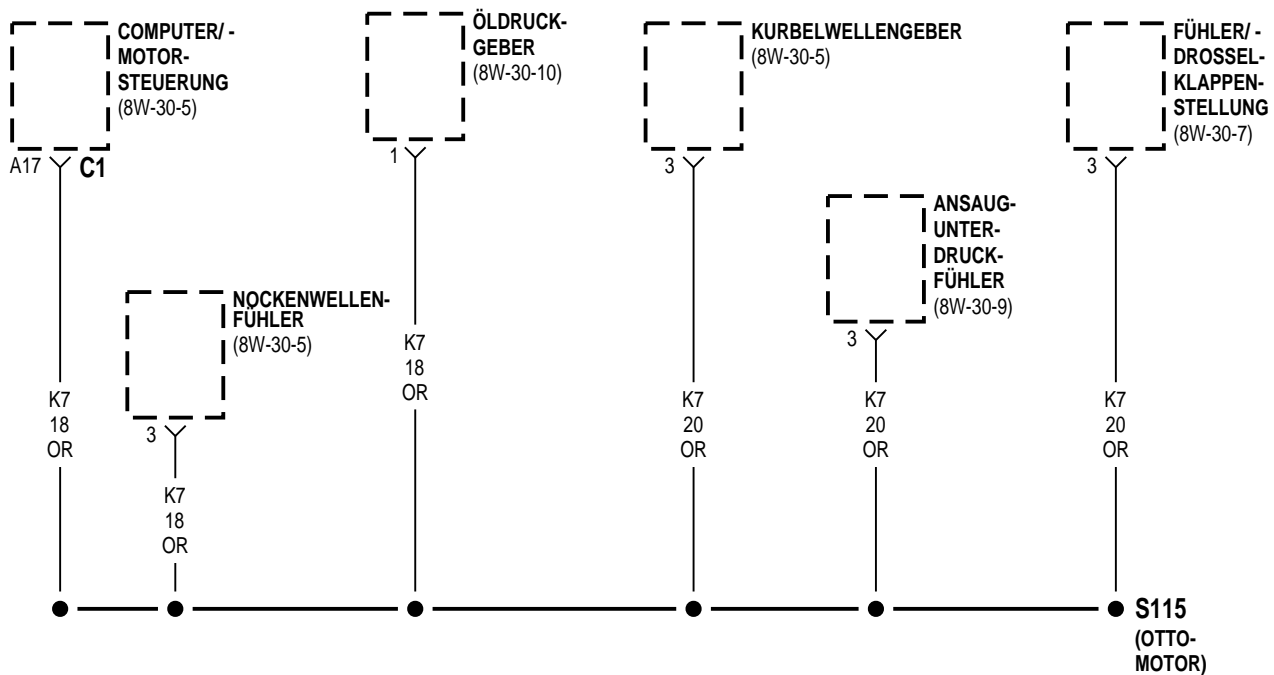 COMPUTER/ -
MOTOR-
STEUERUNG
(8W-30-5)
A17
C1
ÖLDRUCK-
GEBER
(8W-30-10)
1
KURBELWELLENGEBER
(8W-30-5)
3
FÜHLER/ -
DROSSEL-
KLAPPEN-
STELLUNG
(8W-30-7)
3
ANSAUG-
UNTER-
DRUCK-
FÜHLER
(8W-30-9)
3
NOCKENWELLEN-
FÜHLER
(8W-30-5)
3
K7
18
OR
K7
18
OR
K7
18
OR
K7
20
OR
K7
20
OR
K7
20
OR
S115
(OTTO-
MOTOR)